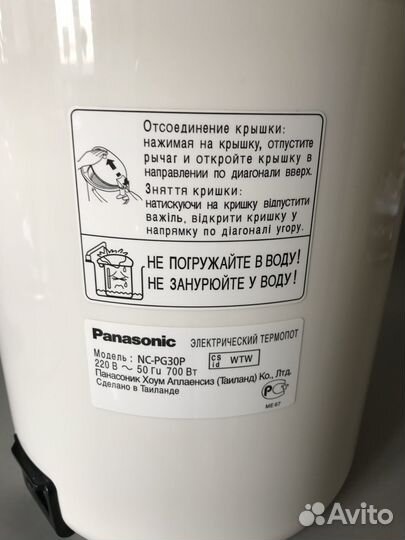 Отсоединение крышки:
нажимая на крышку, отпустите
рычаг и откройте крышку в
направлении по диагонали вверх.
Зняття кришки:
натискуючи на кришку відпустити
важіль, відкрити кришку у
напрямку по діагоналі угору.
НЕ ПОГРУЖАЙТЕ В ВОДУ!
НЕ ЗАНУРЮЙТЕ У ВОДУ!
Panasonic ЭЛЕКТРИЧЕСКИЙ ТЕРМОПОТ
Модель: NC-PG30P
cs id WTW
220 В ~ 50 Гц 700 Вт
Панасоник Хоум Апплаенсиз (Таиланд) Ко., Лтд.
Сделано в Таиланде
ME67
Avito